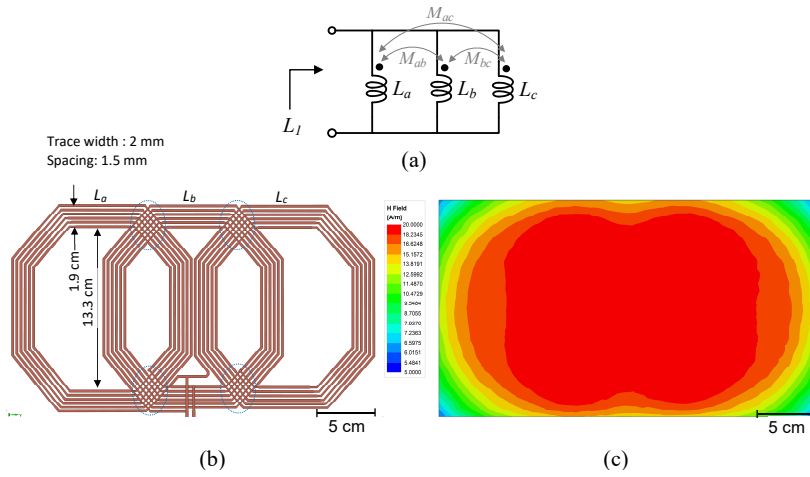 M_ac
M_ab
M_bc
L_a
L_b
L_c
L_1
(a)
Trace width : 2 mm
Spacing: 1.5 mm
L_a
L_b
L_c
1.9 cm
13.3 cm
5 cm
H Field
(A/m)
20.0000
18.2345
16.6248
15.1572
13.8191
12.5992
11.4870
10.4729
8.7055
7.2363
6.5975
6.0151
5.4841
5.0000
5 cm
(b)
(c)